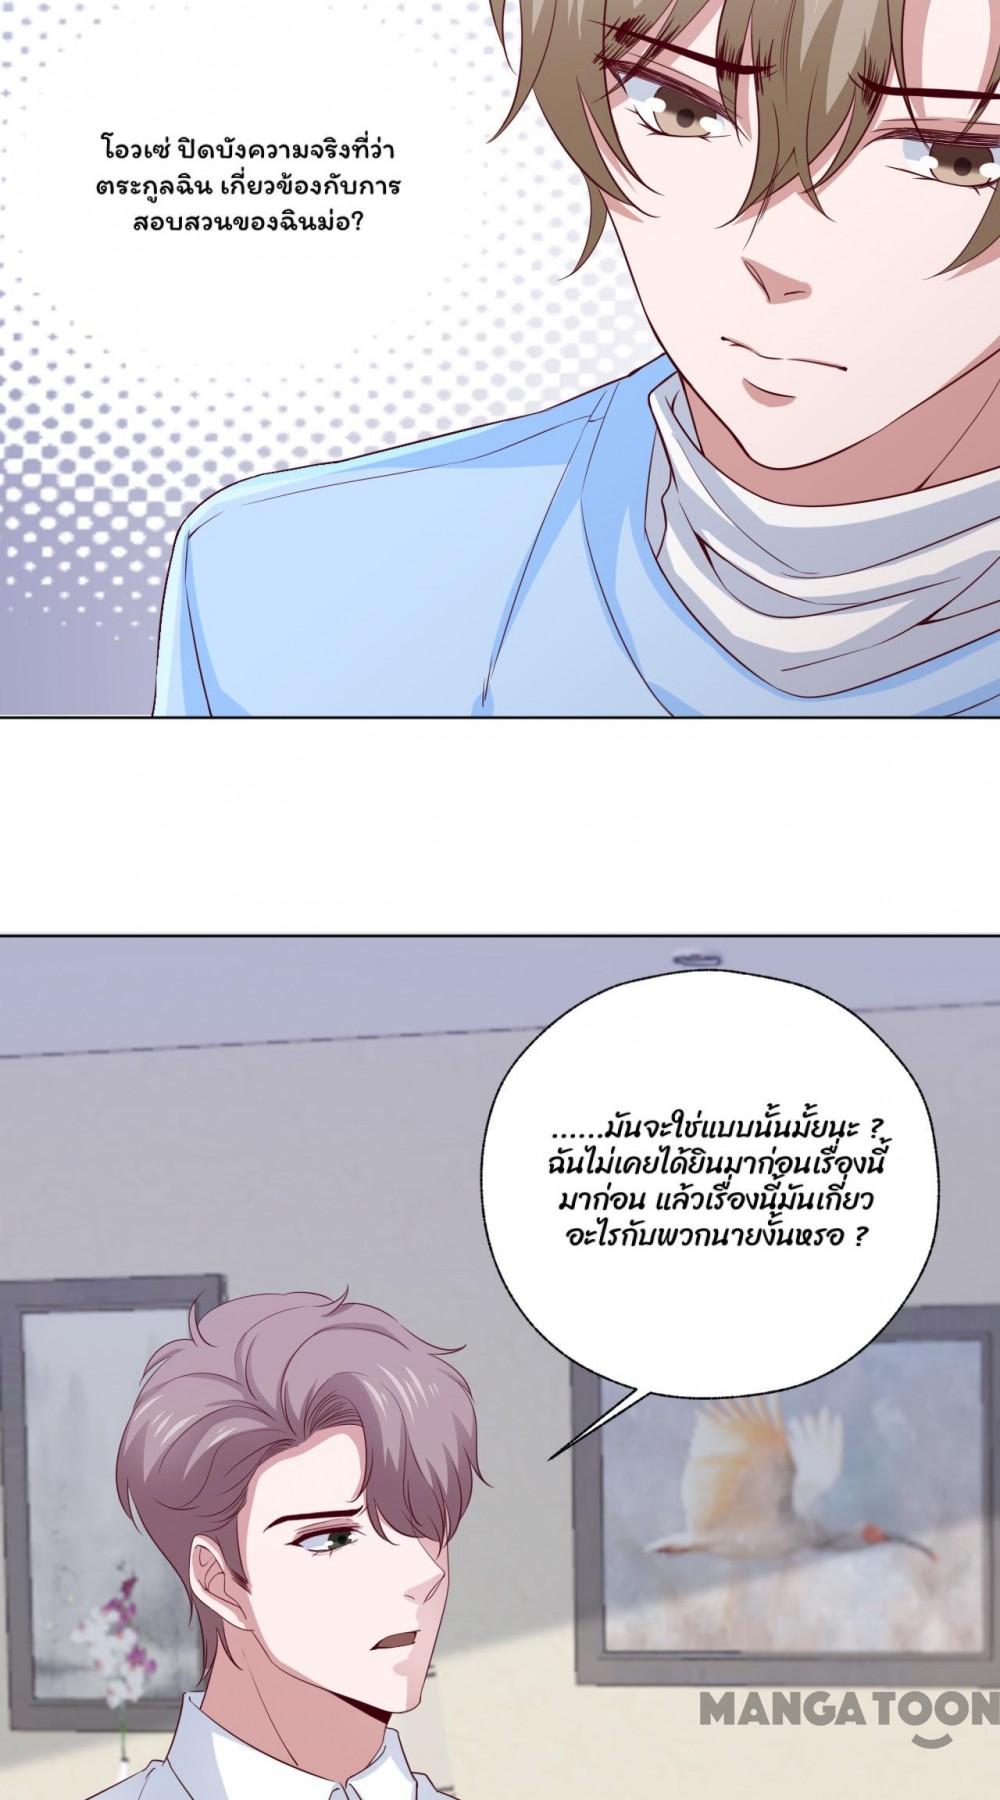 โอวเซ่ ปิดบังความจริงที่ว่า
ตระกูลฉิน เกี่ยวข้องกับการ
สอบสวนของฉินม่อ?
......มันจะใช่แบบนั้นมั้ยนะ ?
ฉันไม่เคยได้ยินมาก่อนเรื่องนี้
มาก่อน แล้วเรื่องนี้มันเกี่ยว
อะไรกับพวกนายงั้นหรอ ?
MANGATOON